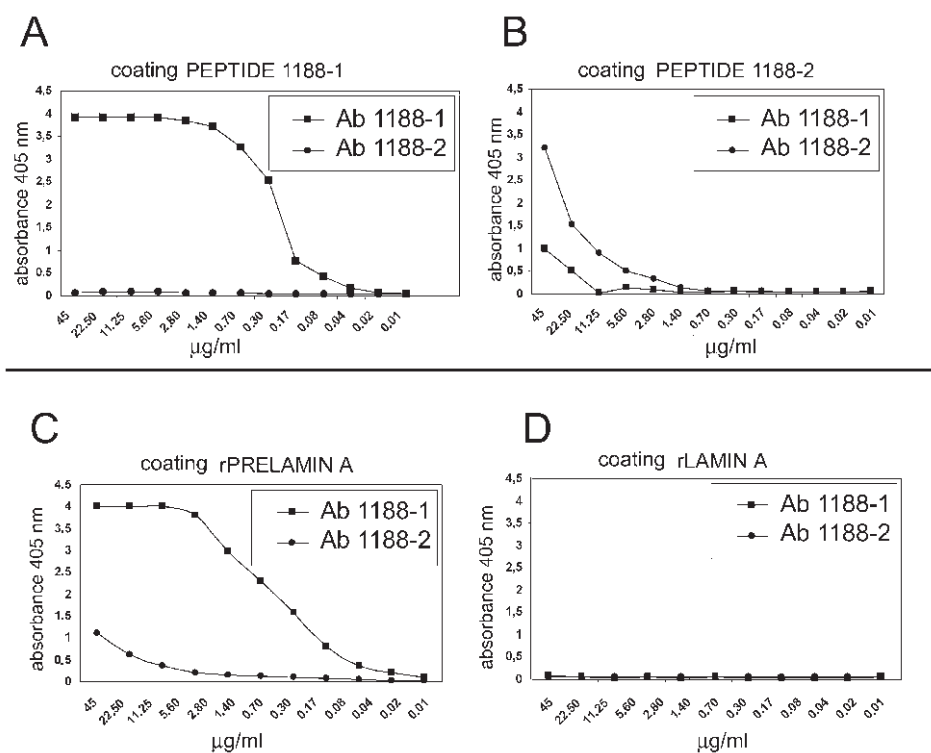 A
coating PEPTIDE 1188-1
4,5
4
3,5
3
2,5
2
1,5
1
0,5
0
absorbance 405 nm
Ab 1188-1
Ab 1188-2
45 22.50 11.25 5.60 2.80 1.40 0.70 0.30 0.17 0.08 0.04 0.02 0.01
μg/ml
B
coating PEPTIDE 1188-2
4,5
4
3,5
3
2,5
2
1,5
1
0,5
0
absorbance 405 nm
Ab 1188-1
Ab 1188-2
45 22.50 11.25 5.60 2.80 1.40 0.70 0.30 0.17 0.08 0.04 0.02 0.01
μg/ml
C
coating rPRELAMIN A
4.5
4
3.5
3
2.5
2
1.5
1
0,5
0
absorbance 405 nm
Ab 1188-1
Ab 1188-2
45 22.50 11.25 5.60 2.80 1.40 0.70 0.30 0.17 0.08 0.04 0.02 0.01
μg/ml
D
coating rLAMIN A
4,5
4
3,5
3
2,5
2
1,5
1
0,5
0
absorbance 405 nm
Ab 1188-1
Ab 1188-2
45 22.50 11.25 5.60 2.80 1.40 0.70 0.30 0.17 0.08 0.04 0.02 0.01
μg/ml